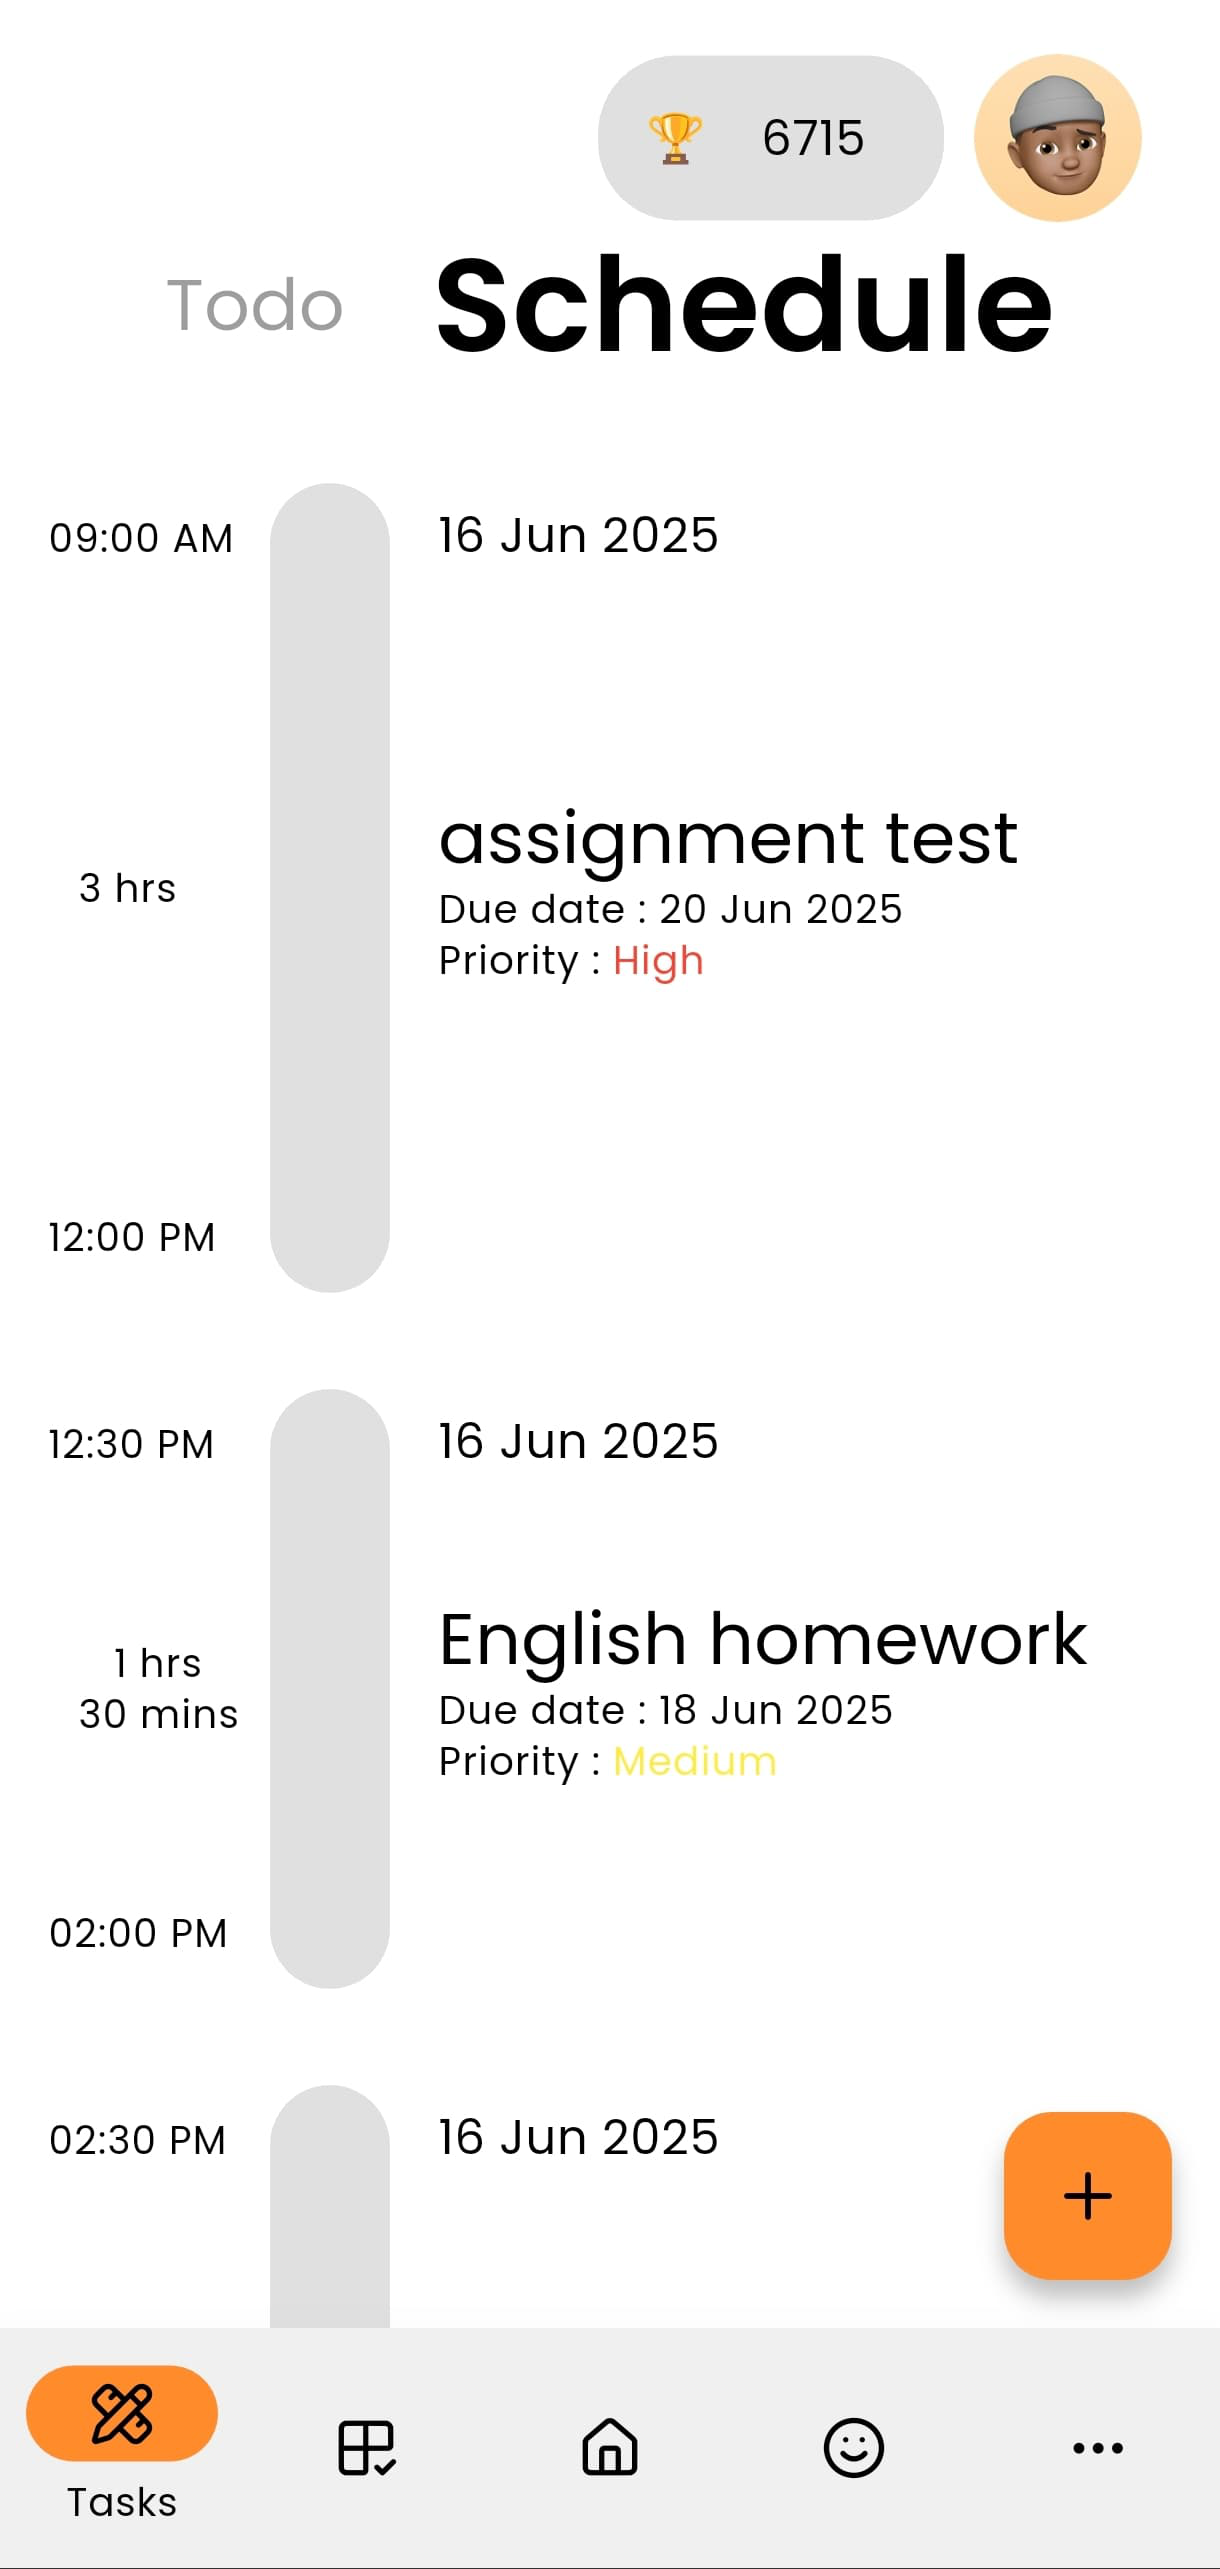 6715
Todo Schedule
09:00 AM 16 Jun 2025
assignment test
3 hrs
Due date : 20 Jun 2025
Priority : High
12:00 PM
12:30 PM 16 Jun 2025
English homework
1 hrs
30 mins
Due date : 18 Jun 2025
Priority : Medium
02:00 PM
02:30 PM 16 Jun 2025
Tasks